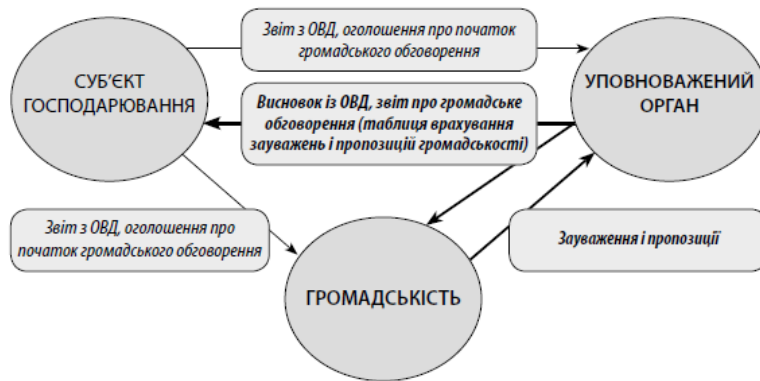 Звіт з ОВД, оголошення про початок
громадського обговорення
СУБ’ЄКТ
ГОСПОДАРЮВАННЯ
УПОВНОВАЖЕНИЙ
ОРГАН
Висновок із ОВД, звіт про громадське
обговорення (таблиця врахування
зауважень і пропозицій громадськості)
Звіт з ОВД, оголошення про
початок громадського обговорення
Зауваження і пропозиції
ГРОМАДСЬКІСТЬ